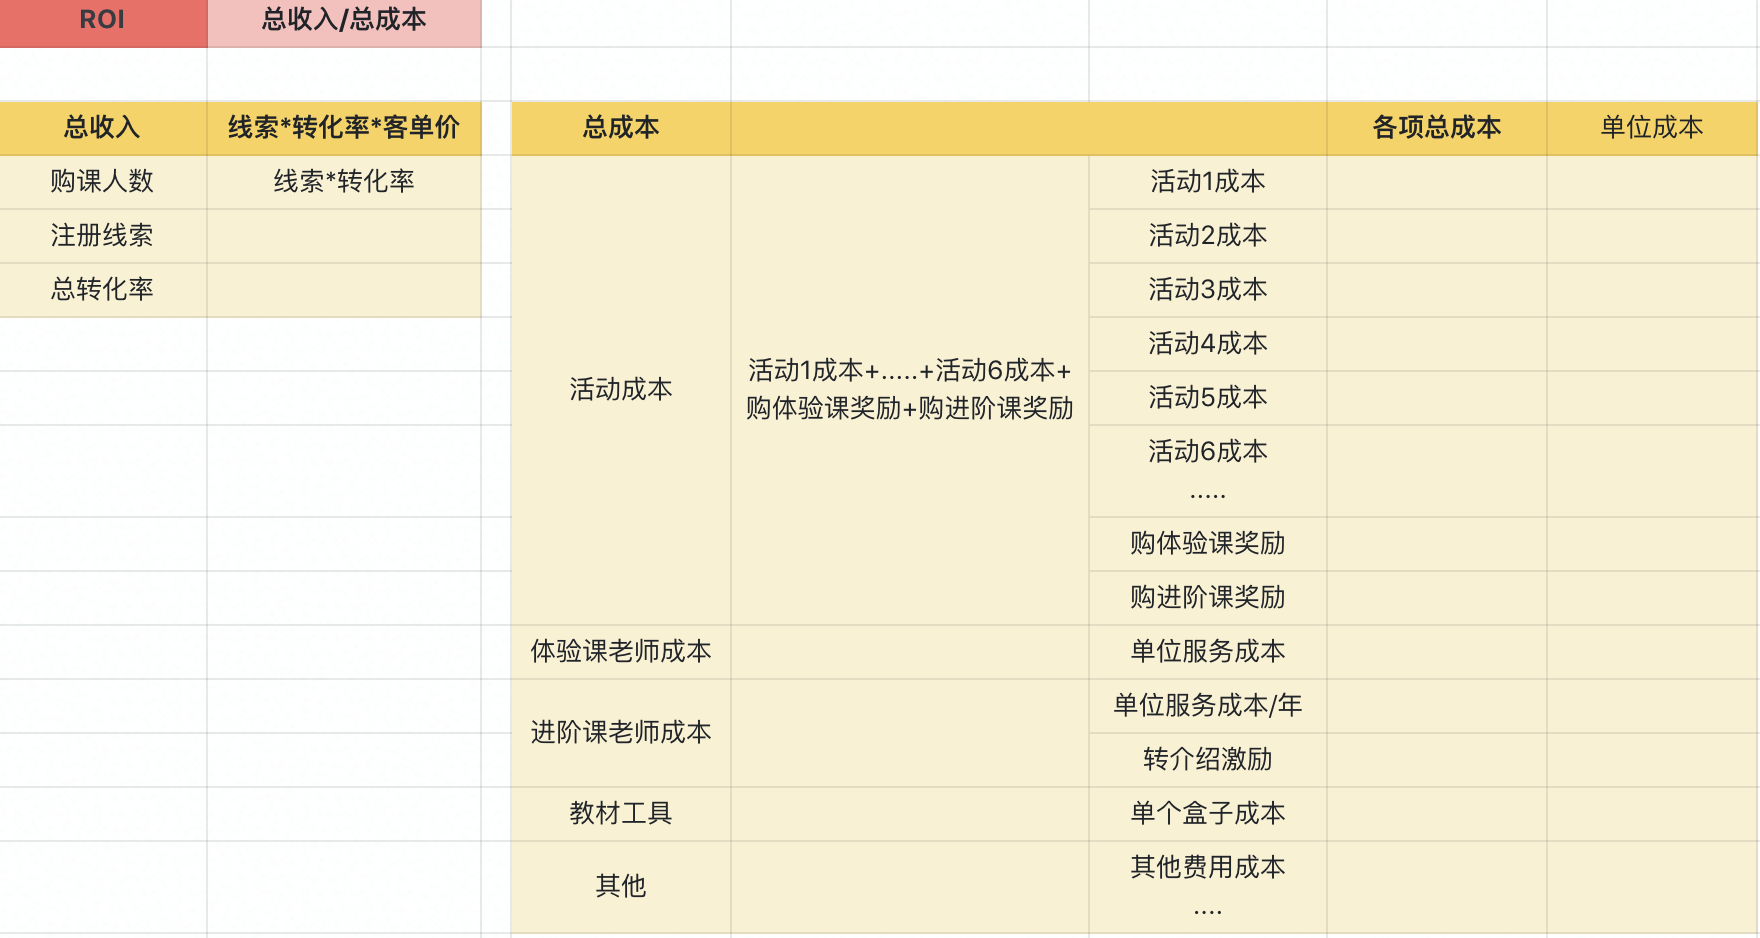 ROI 总收入/总成本
总收入 线索*转化率*客单价
购课人数 线索*转化率
注册线索
总转化率
总成本 各项总成本 单位成本
活动成本
活动1成本+.....+活动6成本+
购体验课奖励+购进阶课奖励
活动1成本
活动2成本
活动3成本
活动4成本
活动5成本
活动6成本
.....
购体验课奖励
购进阶课奖励
体验课老师成本 单位服务成本
进阶课老师成本
单位服务成本/年
转介绍激励
教材工具 单个盒子成本
其他
其他费用成本
....